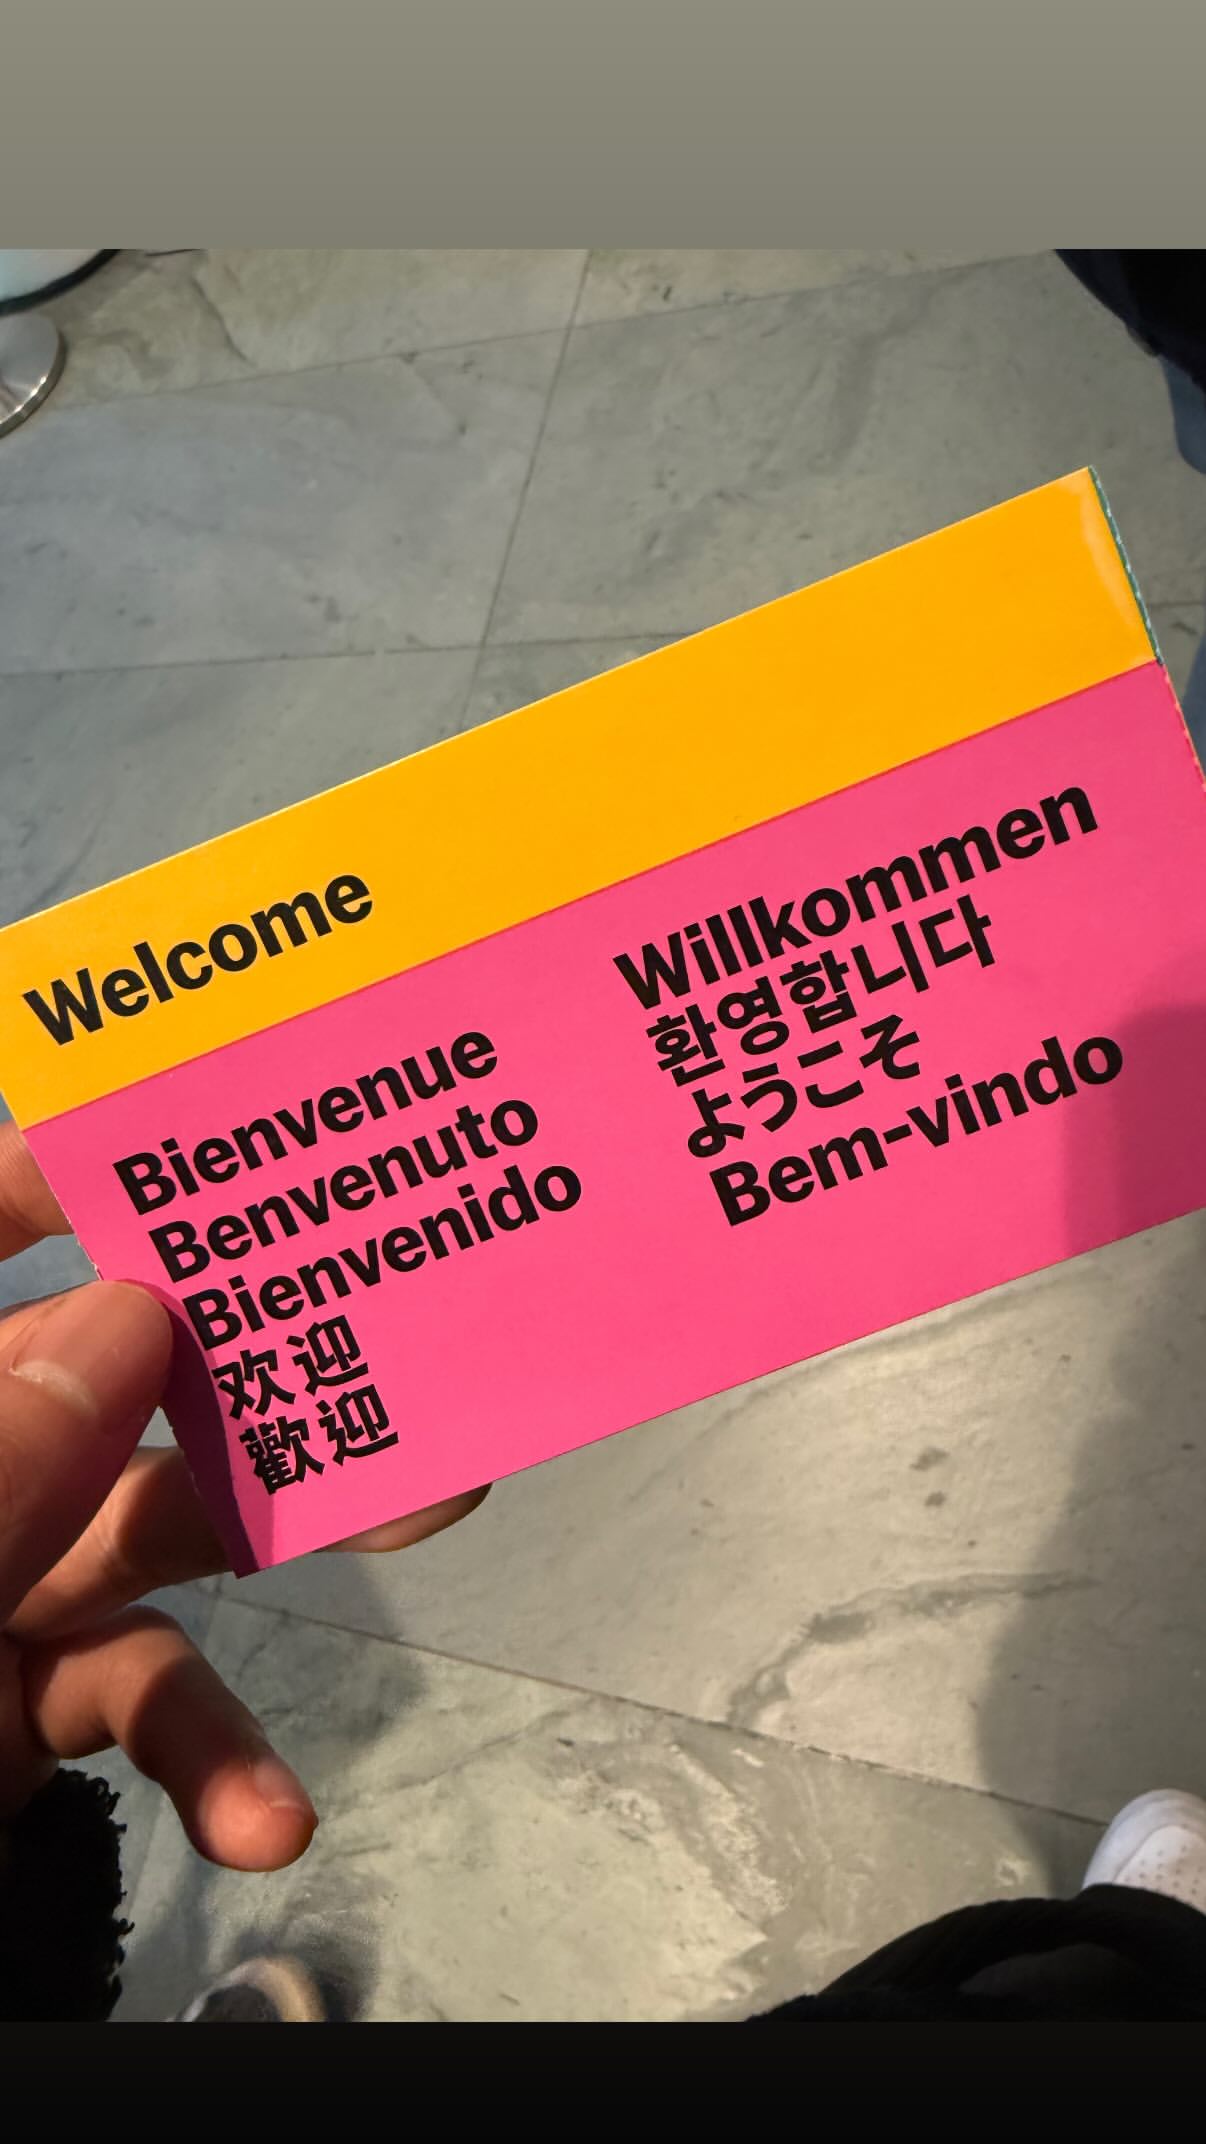 Welcome
Bienvenue
Benvenuto
Bienvenido
欢迎
歡迎
Willkommen
환영합니다
ようこそ
Bem-vindo